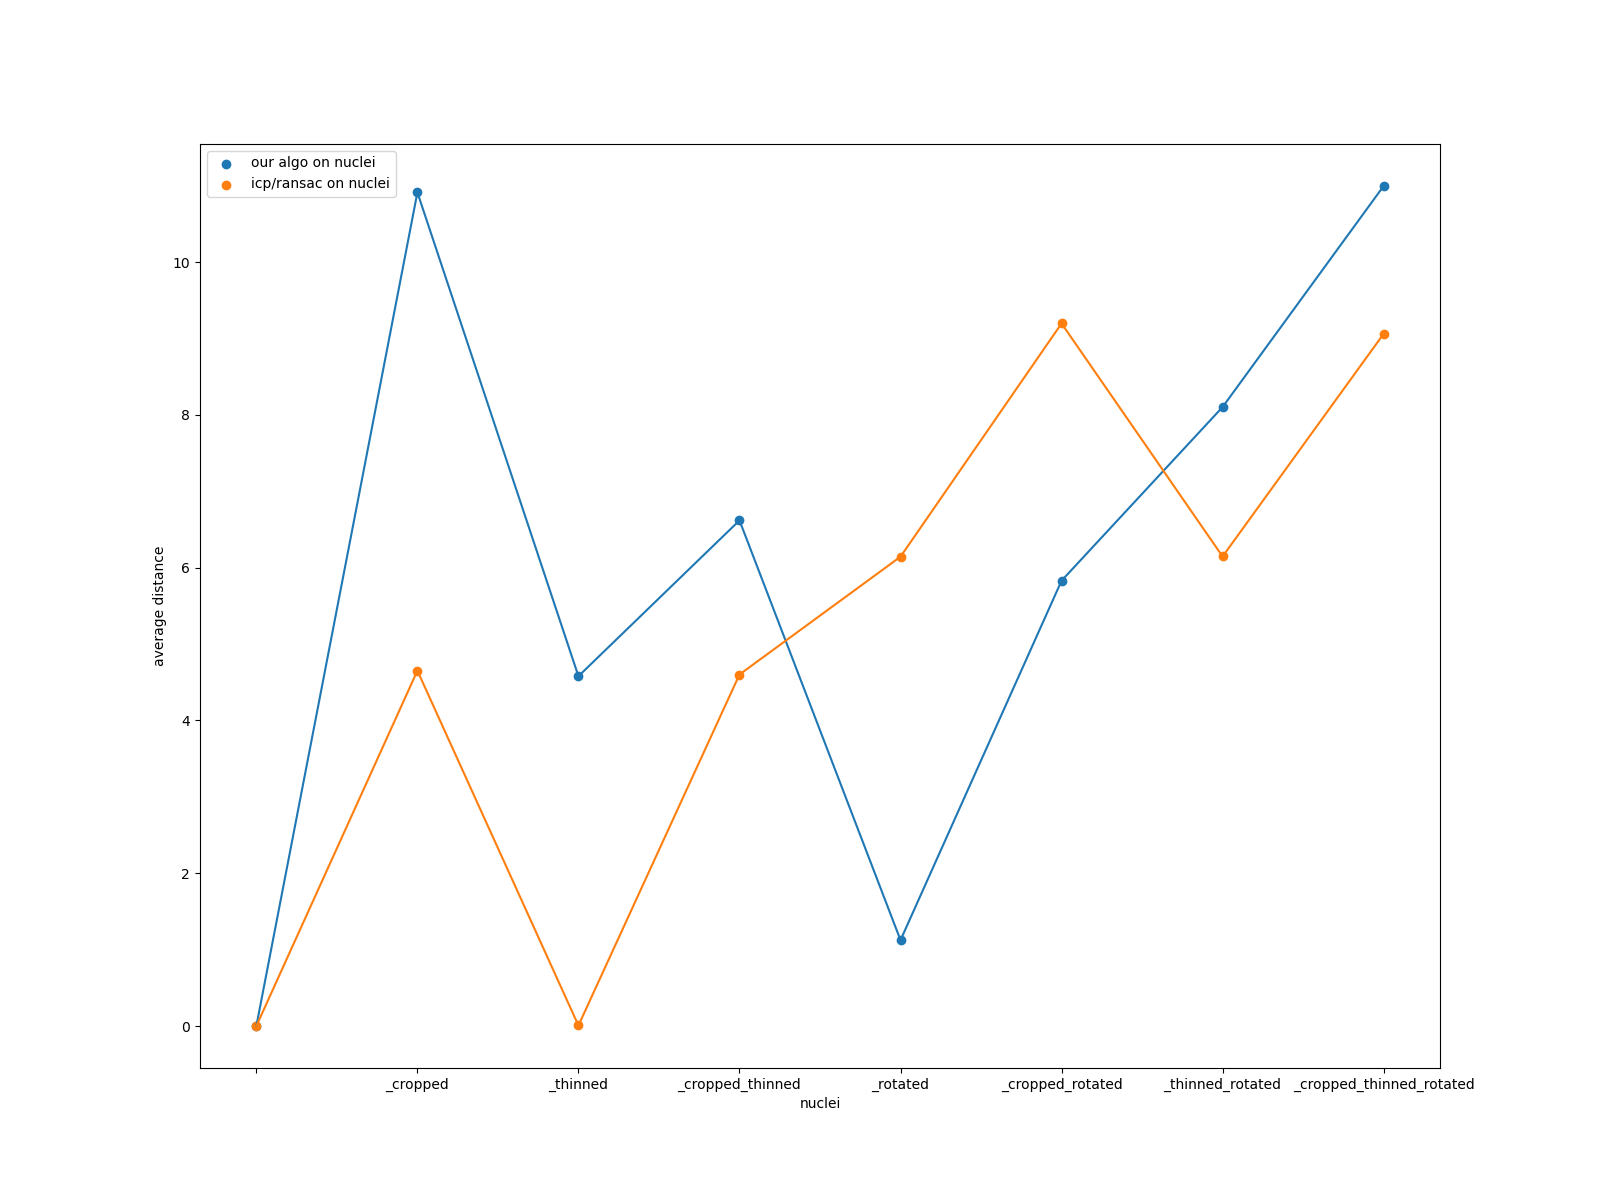 our algo on nuclei
icp/ransac on nuclei
10
8
6
4
2
0
average distance
_cropped
_thinned
_cropped_thinned
_rotated
_cropped_rotated
_thinned_rotated
_cropped_thinned_rotated
nuclei